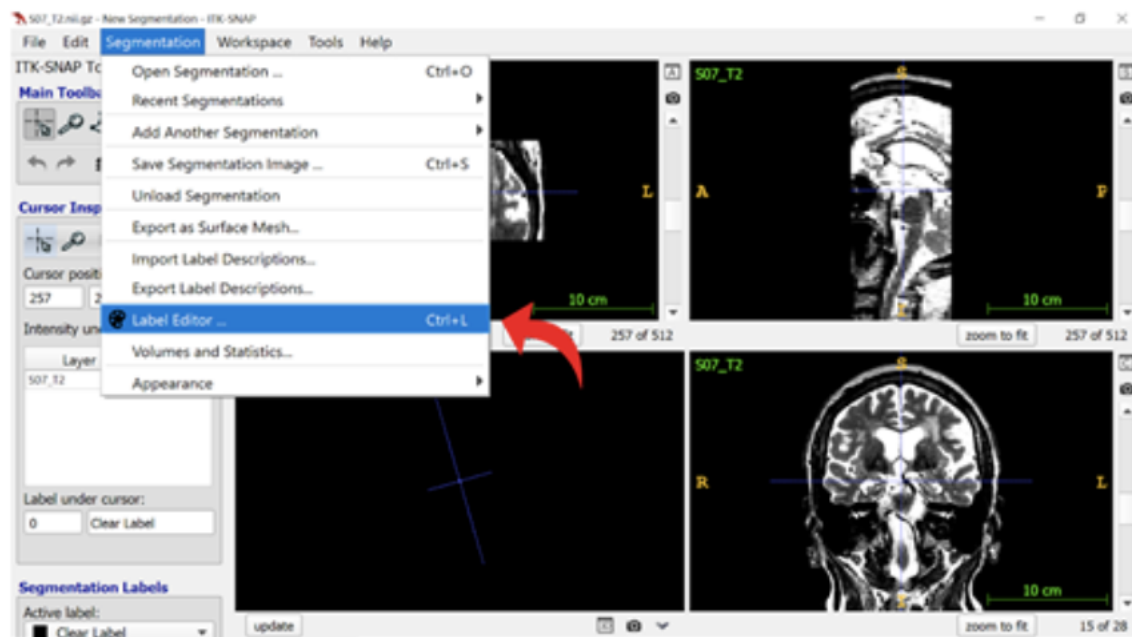 S07_T2.nii.gz - New Segmentation - ITK-SNAP
File Edit Segmentation Workspace Tools Help
ITK-SNAP To
Main Toolb
Open Segmentation ... Ctrl+O
Recent Segmentations
Add Another Segmentation
Save Segmentation Image ... Ctrl+S
Unload Segmentation
Export as Surface Mesh...
Import Label Descriptions...
Export Label Descriptions...
Label Editor ... Ctrl+L
Volumes and Statistics...
Appearance
Cursor Insp
Cursor positi
257 2
Intensity un
Layer
S07_T2
Label under cursor:
0 Clear Label
Segmentation Labels
Active label:
Clear Label
L
10 cm
257 of 512
A
S07_T2
S
A
P
I
10 cm
zoom to fit 257 of 512
S
update
S07_T2
S
R
L
I
10 cm
zoom to fit 15 of 28
C